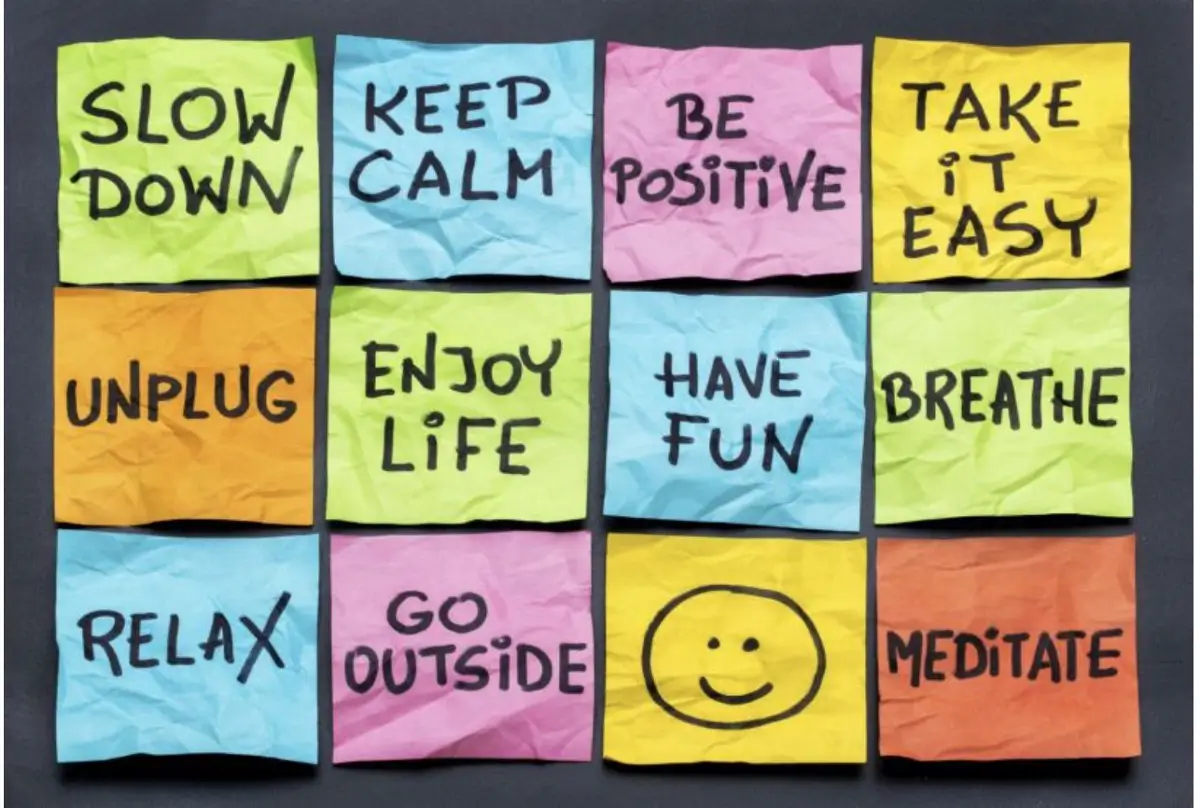 SLOW
DOWN
KEEP
CALM
BE
POSiTiVE
TAKE
iT
EASY
UNPLUG
ENJOY
LiFE
HAVE
FUN
BREATHE
RELAX
GO
OUTSiDE
MEDiTATE